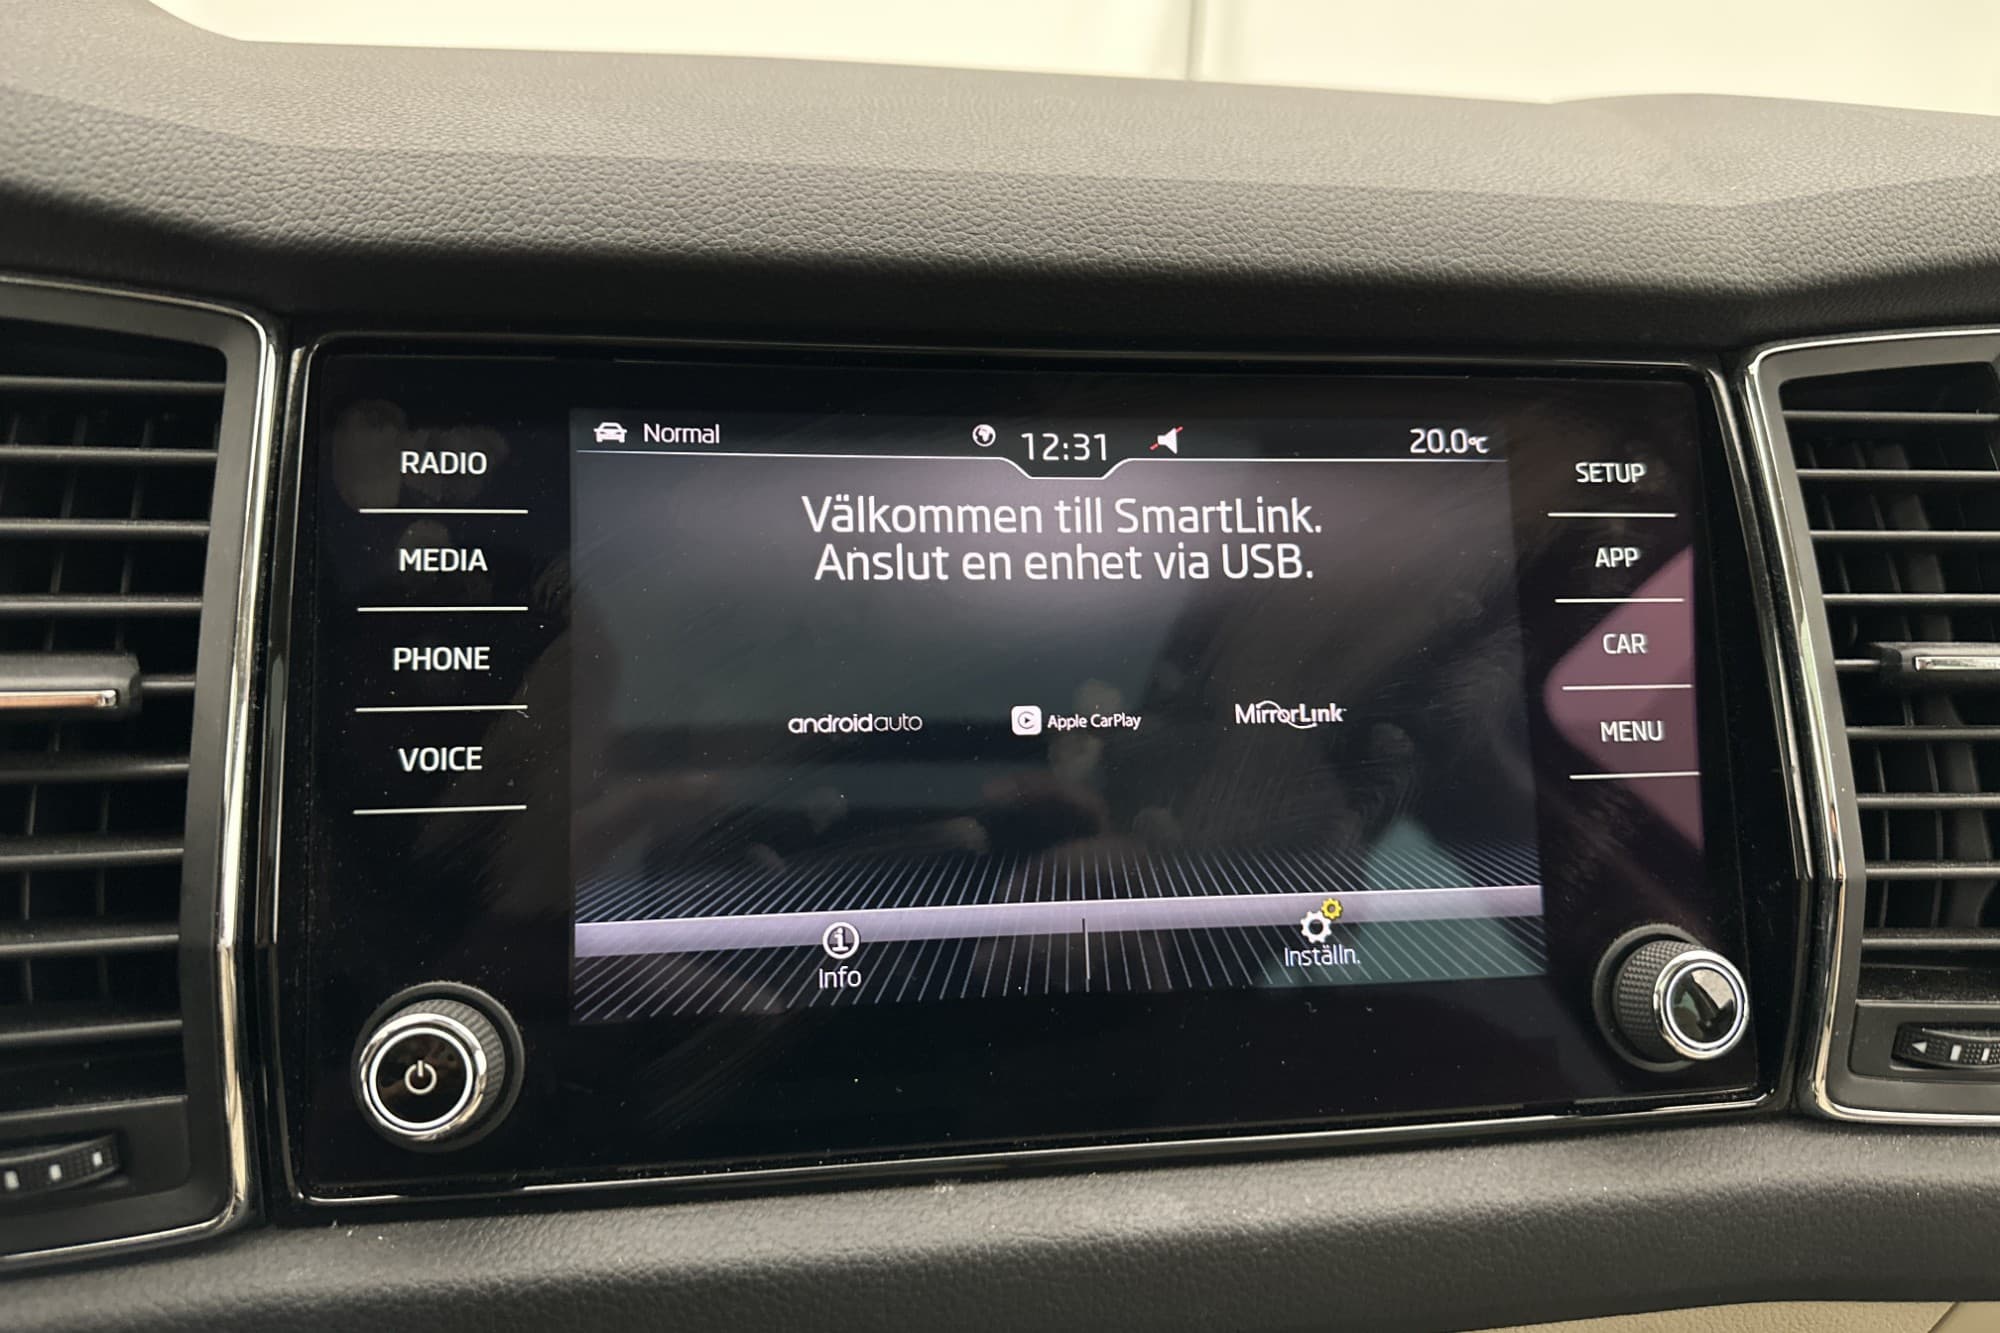 Normal
12:31
20.0°C
RADIO
MEDIA
PHONE
VOICE
Välkommen till SmartLink.
Anslut en enhet via USB.
androidauto
Apple CarPlay
MirrorLink
Info
Inställn.
SETUP
APP
CAR
MENU